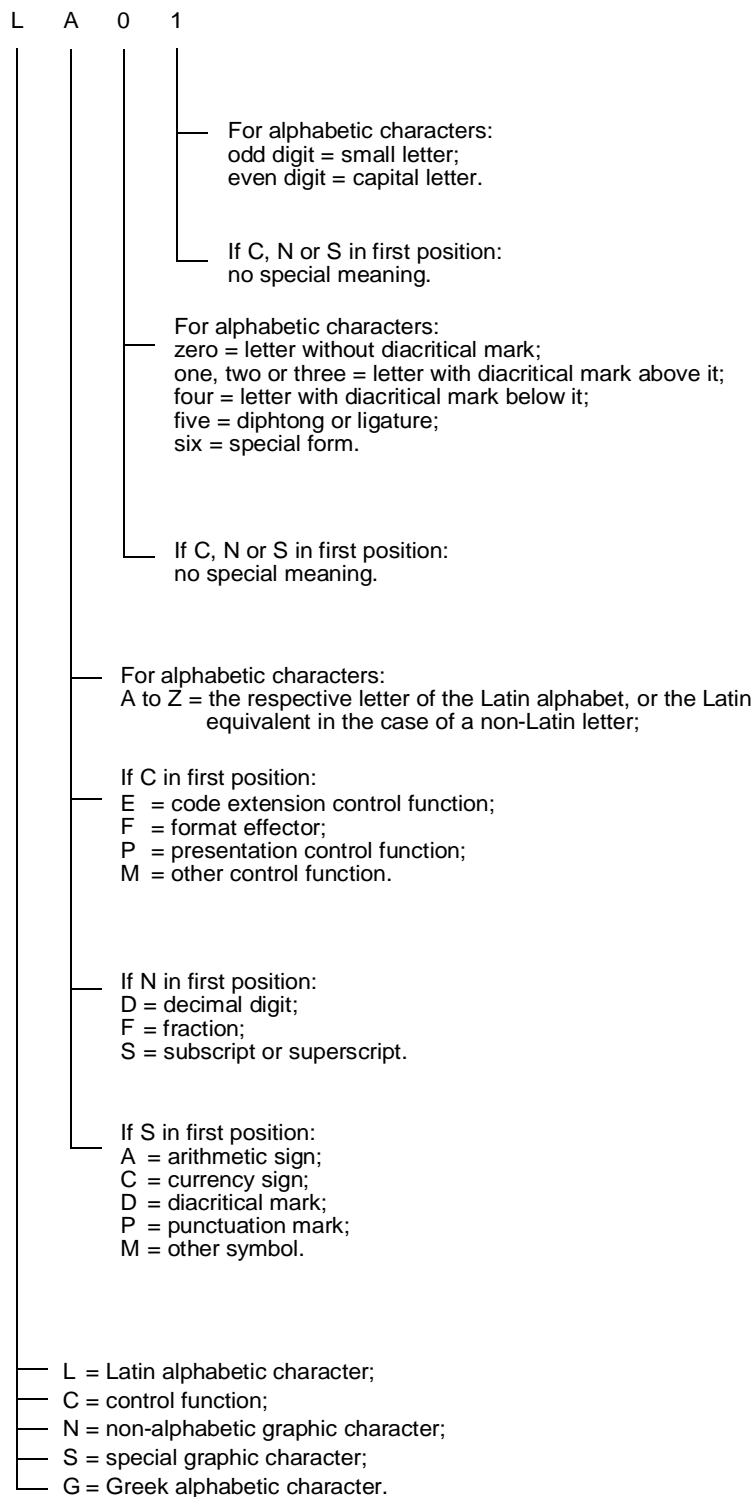 L A 0 1
For alphabetic characters:
odd digit = small letter;
even digit = capital letter.
If C, N or S in first position:
no special meaning.
For alphabetic characters:
zero = letter without diacritical mark;
one, two or three = letter with diacritical mark above it;
four = letter with diacritical mark below it;
five = diphtong or ligature;
six = special form.
If C, N or S in first position:
no special meaning.
For alphabetic characters:
A to Z = the respective letter of the Latin alphabet, or the Latin
equivalent in the case of a non-Latin letter;
If C in first position:
E = code extension control function;
F = format effector;
P = presentation control function;
M = other control function.
If N in first position:
D = decimal digit;
F = fraction;
S = subscript or superscript.
If S in first position:
A = arithmetic sign;
C = currency sign;
D = diacritical mark;
P = punctuation mark;
M = other symbol.
L = Latin alphabetic character;
C = control function;
N = non-alphabetic graphic character;
S = special graphic character;
G = Greek alphabetic character.